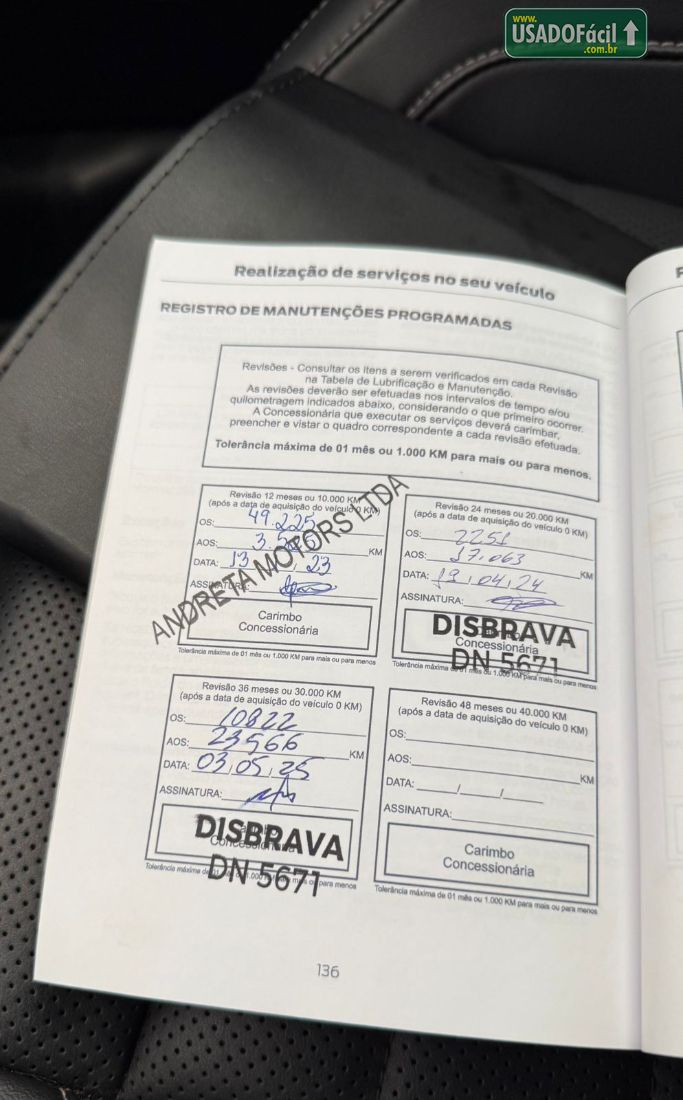 www.
USADOFácil
.com.br
Realização de serviços no seu veículo
REGISTRO DE MANUTENÇÕES PROGRAMADAS
Revisões - Consultar os itens a serem verificados em cada Revisão
na Tabela de Lubrificação e Manutenção.
As revisões deverão ser efetuadas nos intervalos de tempo e/ou
quilometragem indicados abaixo, considerando o que primeiro ocorrer.
A Concessionária que executar os serviços deverá carimbar,
preencher e vistar o quadro correspondente a cada revisão efetuada.
Tolerância máxima de 01 mês ou 1.000 KM para mais ou para menos.
Revisão 12 meses ou 10.000 KM
(após a data de aquisição do veículo 0 KM)
OS: 49.225
AOS: KM
DATA: 13 23
ASSINATURA:
Carimbo
Concessionária
ANDRETA MOTORS LTDA
Tolerância máxima de 01 mês ou 1.000 KM para mais ou para menos
Revisão 24 meses ou 20.000 KM
(após a data de aquisição do veículo 0 KM)
OS: 2251
AOS: 17.063 KM
DATA: 19,04,24
ASSINATURA:
Concessionária
DISBRAVA
DN 5671
Tolerância máxima de 01 mês ou 1.000 KM para mais ou para menos
Revisão 36 meses ou 30.000 KM
(após a data de aquisição do veículo 0 KM)
OS: 10822
AOS: 23566 KM
DATA: 03,05,25
ASSINATURA:
Concessionária
DISBRAVA
DN 5671
Tolerância máxima de 01 mês ou 1.000 KM para mais ou para menos
Revisão 48 meses ou 40.000 KM
(após a data de aquisição do veículo 0 KM)
OS:
AOS: KM
DATA: / /
ASSINATURA:
Carimbo
Concessionária
Tolerância máxima de 01 mês ou 1.000 KM para mais ou para menos
136